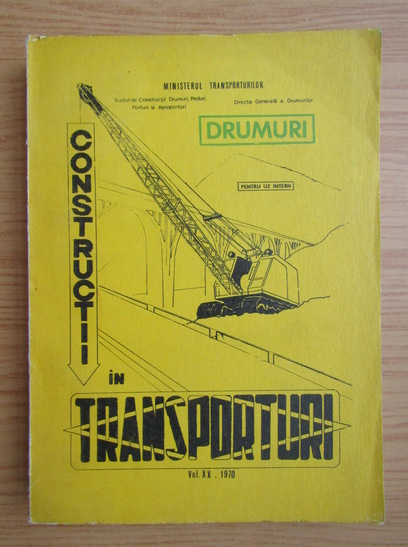 MINISTERUL TRANSPORTURILOR
Trustul de Construcții Drumuri, Poduri,
Porturi și Aeroporturi
Direcția Generală a Drumurilor
DRUMURI
PENTRU UZ INTERN
CONSTRUCȚII
ÎN
TRANSPORTURI
Vol. XX . 1970